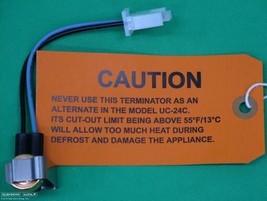 CAUTION
NEVER USE THIS TERMINATOR AS AN
ALTERNATE IN THE MODEL UC-24C.
ITS CUT-OUT LIMIT BEING ABOVE 55°F/13°C
WILL ALLOW TOO MUCH HEAT DURING
DEFROST AND DAMAGE THE APPLIANCE.